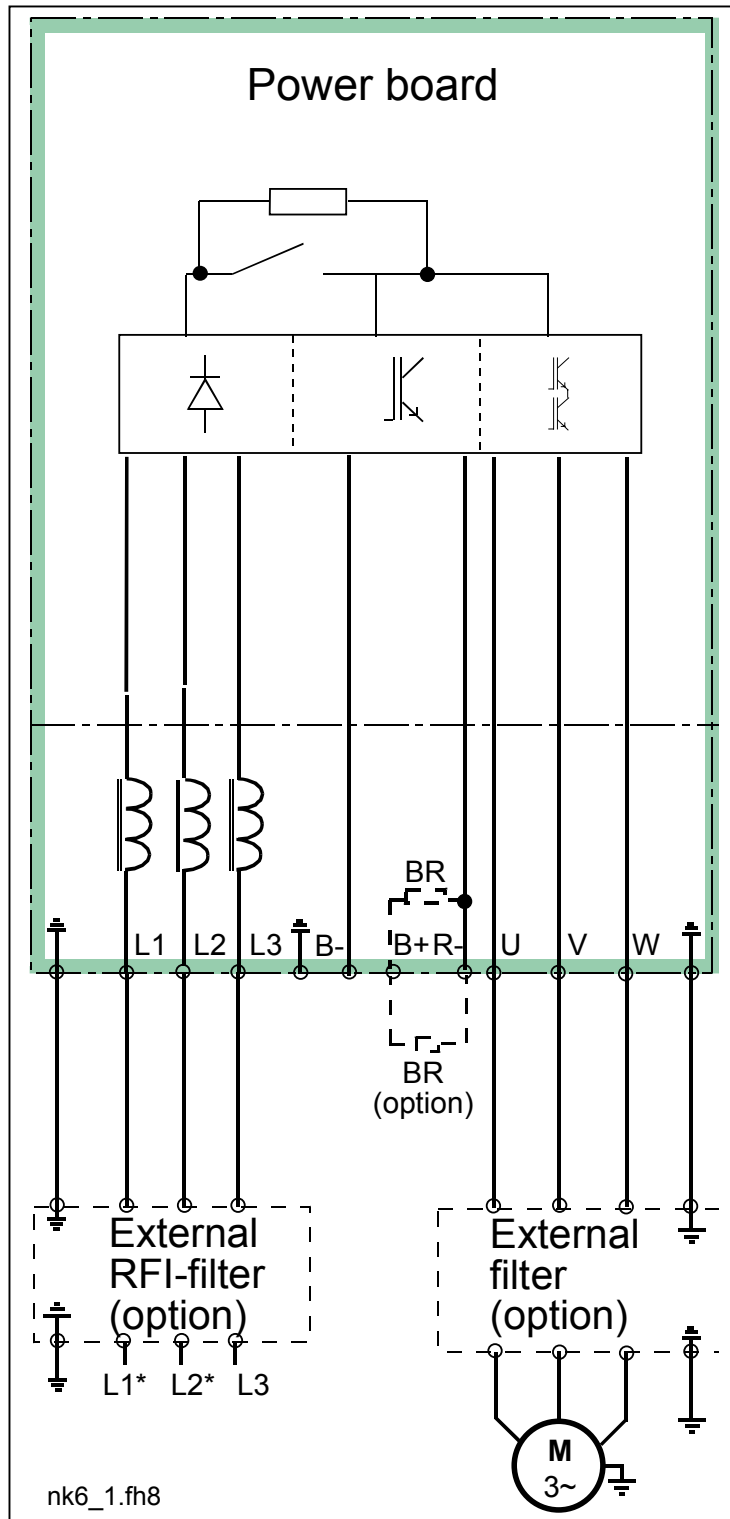 Power board
BR
L1 L2 L3 B- B+ R- U V W
BR
(option)
External
RFI-filter
(option)
External
filter
(option)
L1* L2* L3
M
3~
nk6_1.fh8